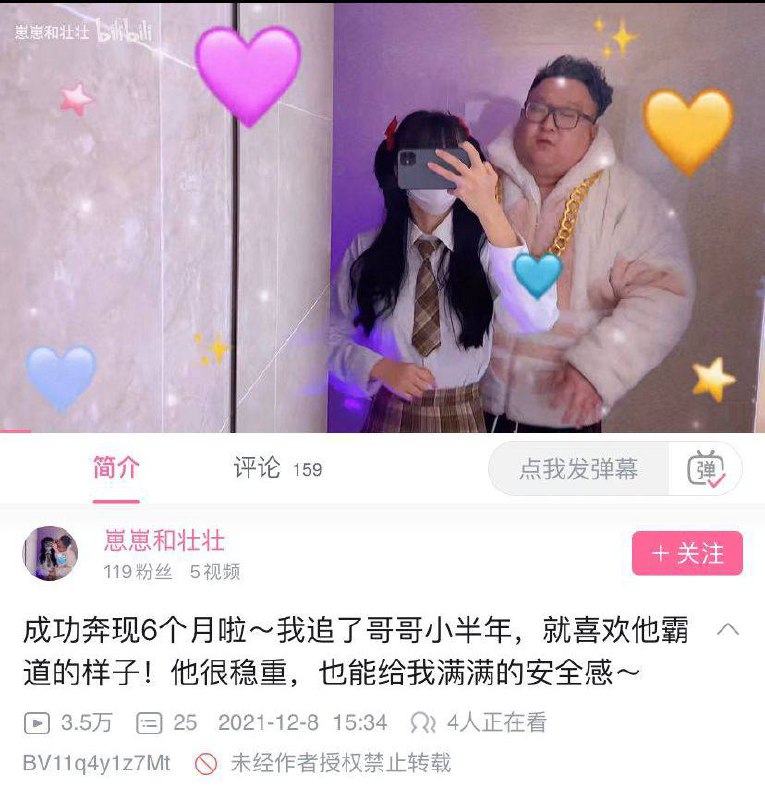 崽崽和壮壮 bilibili
简介
评论 159
点我发弹幕
弹
崽崽和壮壮
119粉丝 5视频
+ 关注
成功奔现6个月啦~我追了哥哥小半年，就喜欢他霸
道的样子！他很稳重，也能给我满满的安全感~
3.5万 25 2021-12-8 15:34 4人正在看
BV11q4y1z7Mt 未经作者授权禁止转载